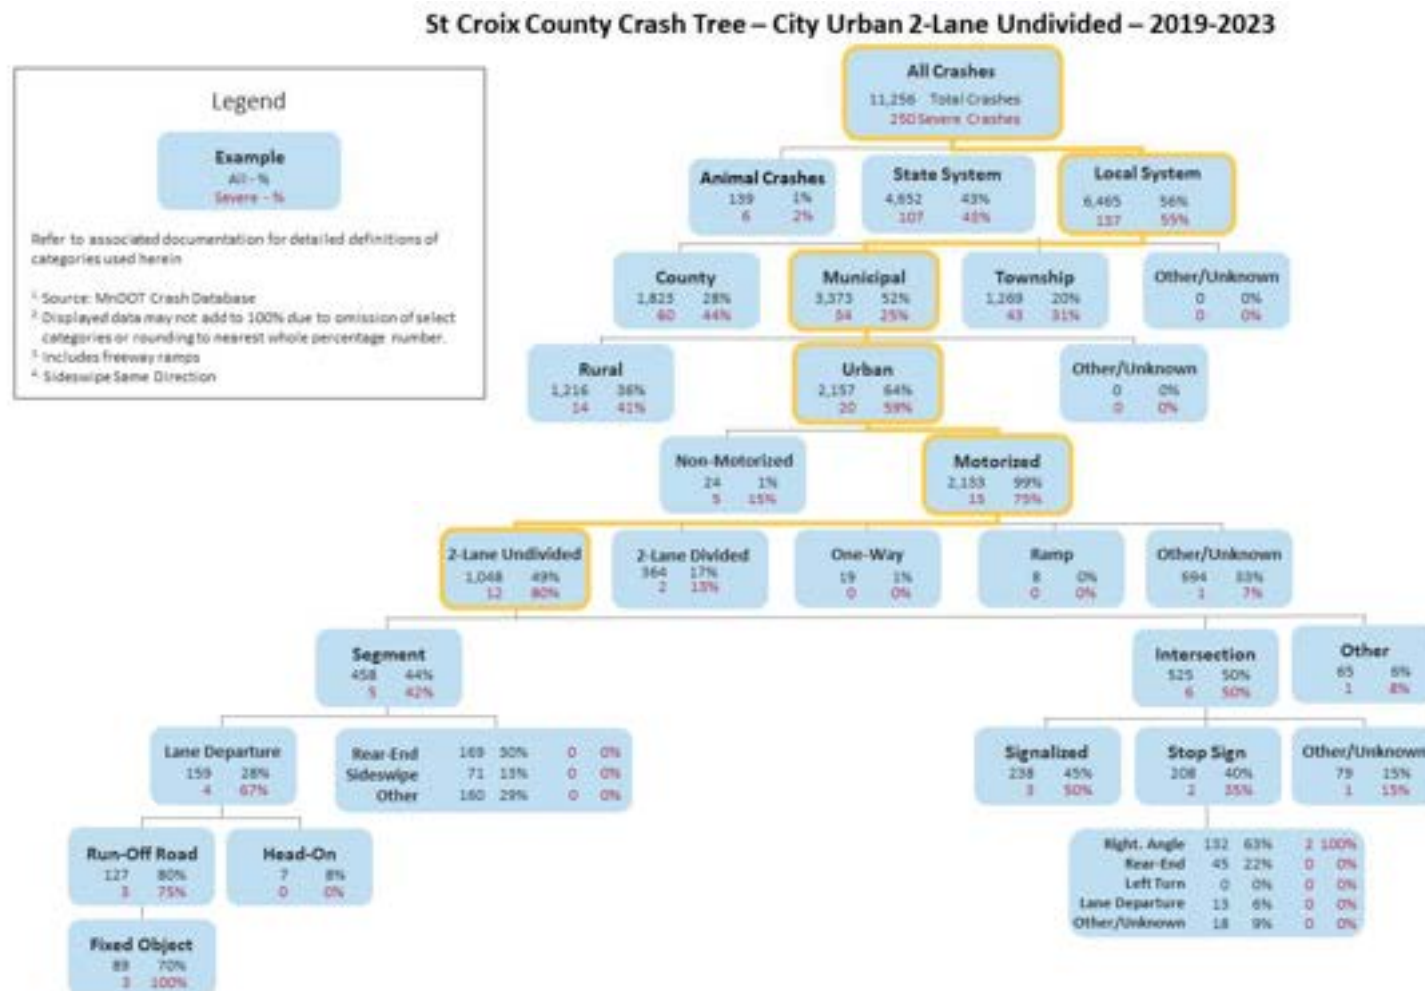 St Croix County Crash Tree – City Urban 2-Lane Undivided – 2019-2023
Legend
Example
All - %
Severe - %
Refer to associated documentation for detailed definitions of
categories used herein
1. Source: MnDOT Crash Database
2. Displayed data may not add to 100% due to omission of select
categories or rounding to nearest whole percentage number.
3. Includes freeway ramps
4. Sideswipe Same Direction
All Crashes
11,256 Total Crashes
250 Severe Crashes
Animal Crashes
139 1%
6 2%
State System
4,652 43%
107 43%
Local System
6,465 56%
137 55%
County
1,823 28%
60 44%
Municipal
3,373 52%
34 25%
Township
1,269 20%
43 31%
Other/Unknown
0 0%
0 0%
Rural
1,216 36%
14 41%
Urban
2,157 64%
20 59%
Other/Unknown
0 0%
0 0%
Non-Motorized
24 1%
5 15%
Motorized
2,133 99%
15 75%
2-Lane Undivided
1,048 49%
12 80%
2-Lane Divided
364 17%
2 13%
One-Way
19 1%
0 0%
Ramp
8 0%
0 0%
Other/Unknown
694 33%
1 7%
Segment
458 44%
5 42%
Intersection
525 50%
6 50%
Other
65 6%
1 8%
Lane Departure
159 28%
4 67%
Rear-End 169 30% 0 0%
Sideswipe 71 13% 0 0%
Other 160 29% 0 0%
Signalized
238 45%
3 50%
Stop Sign
208 40%
2 35%
Other/Unknown
79 15%
1 15%
Run-Off Road
127 80%
3 75%
Head-On
7 8%
0 0%
Right. Angle 132 63% 2 100%
Rear-End 45 22% 0 0%
Left Turn 0 0% 0 0%
Lane Departure 13 6% 0 0%
Other/Unknown 18 9% 0 0%
Fixed Object
89 70%
3 100%